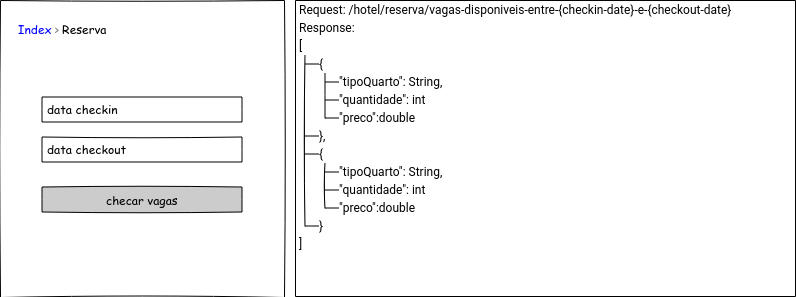 Index > Reserva
data checkin
data checkout
checar vagas
Request: /hotel/reserva/vagas-disponiveis-entre-{checkin-date}-e-{checkout-date}
Response:
[
{
"tipoQuarto": String,
"quantidade": int
"preco":double
},
{
"tipoQuarto": String,
"quantidade": int
"preco":double
}
]